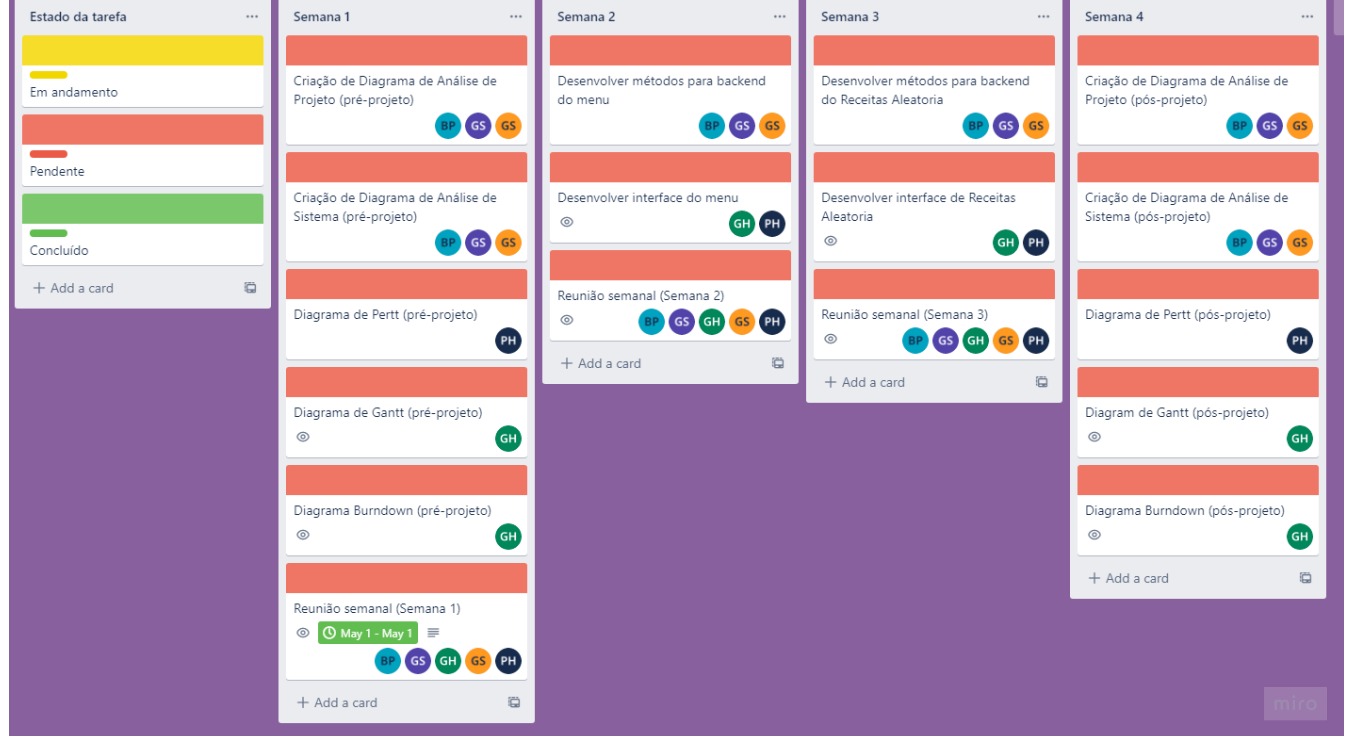 Estado da tarefa
Em andamento
Pendente
Concluído
+ Add a card
Semana 1
Criação de Diagrama de Análise de
Projeto (pré-projeto)
BP GS GS
Criação de Diagrama de Análise de
Sistema (pré-projeto)
BP GS GS
Diagrama de Pertt (pré-projeto)
PH
Diagrama de Gantt (pré-projeto)
GH
Diagrama Burndown (pré-projeto)
GH
Reunião semanal (Semana 1)
May 1 - May 1
BP GS GH GS PH
+ Add a card
Semana 2
Desenvolver métodos para backend
do menu
BP GS GS
Desenvolver interface do menu
GH PH
Reunião semanal (Semana 2)
BP GS GH GS PH
+ Add a card
Semana 3
Desenvolver métodos para backend
do Receitas Aleatoria
BP GS GS
Desenvolver interface de Receitas
Aleatoria
GH PH
Reunião semanal (Semana 3)
BP GS GH GS PH
+ Add a card
Semana 4
Criação de Diagrama de Análise de
Projeto (pós-projeto)
BP GS GS
Criação de Diagrama de Análise de
Sistema (pós-projeto)
BP GS GS
Diagrama de Pertt (pós-projeto)
PH
Diagram de Gantt (pós-projeto)
GH
Diagrama Burndown (pós-projeto)
GH
+ Add a card
miro